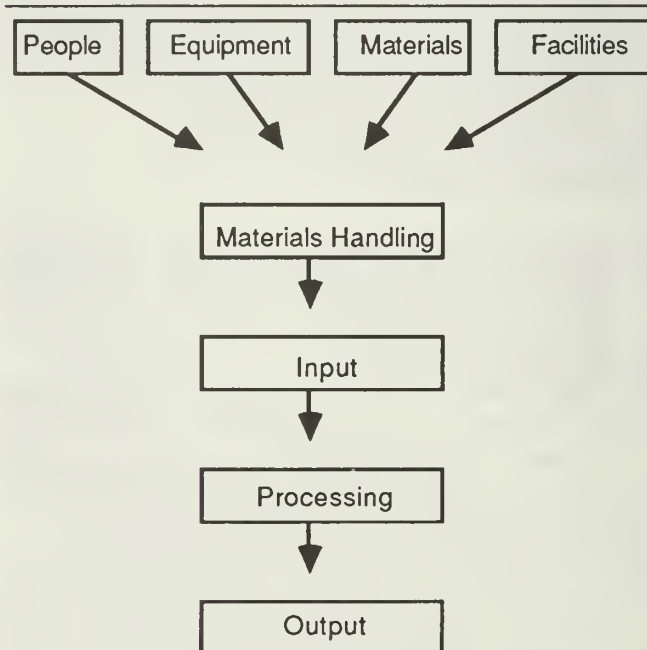 People Equipment Materials Facilities
Materials Handling
Input
Processing
Output